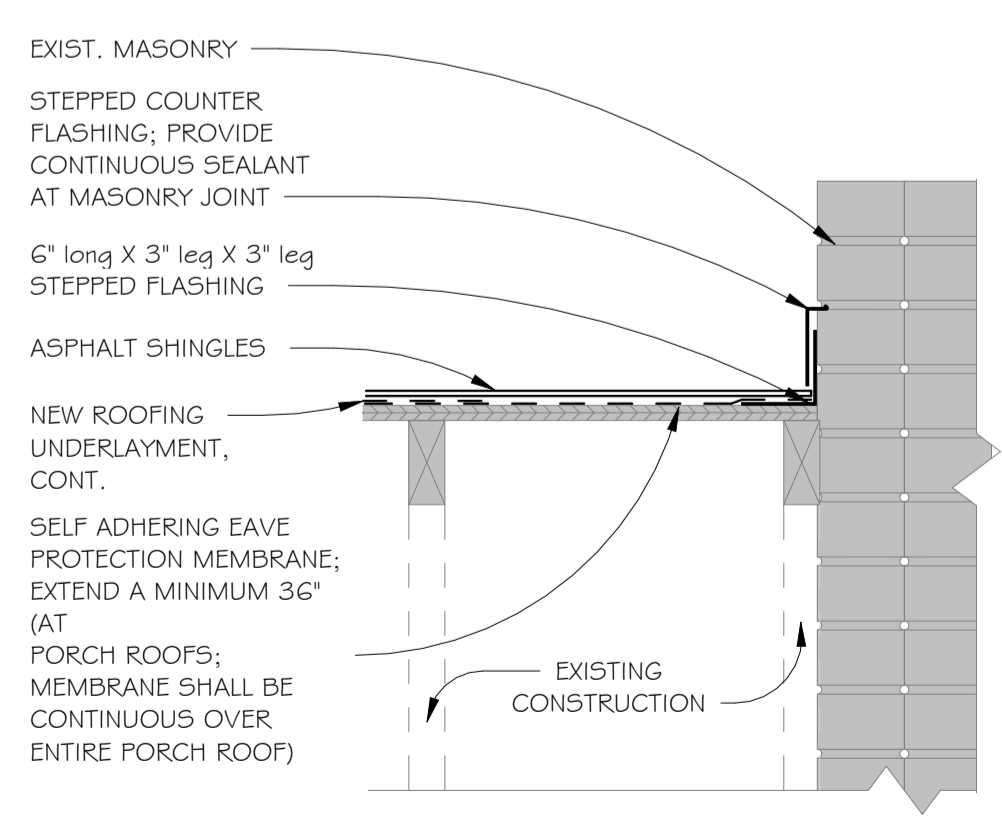 EXIST. MASONRY
STEPPED COUNTER
FLASHING; PROVIDE
CONTINUOUS SEALANT
AT MASONRY JOINT
6" long X 3" leg X 3" leg
STEPPED FLASHING
ASPHALT SHINGLES
NEW ROOFING
UNDERLAYMENT,
CONT.
SELF ADHERING EAVE
PROTECTION MEMBRANE;
EXTEND A MINIMUM 36"
(AT
PORCH ROOFS;
MEMBRANE SHALL BE
CONTINUOUS OVER
ENTIRE PORCH ROOF)
EXISTING
CONSTRUCTION